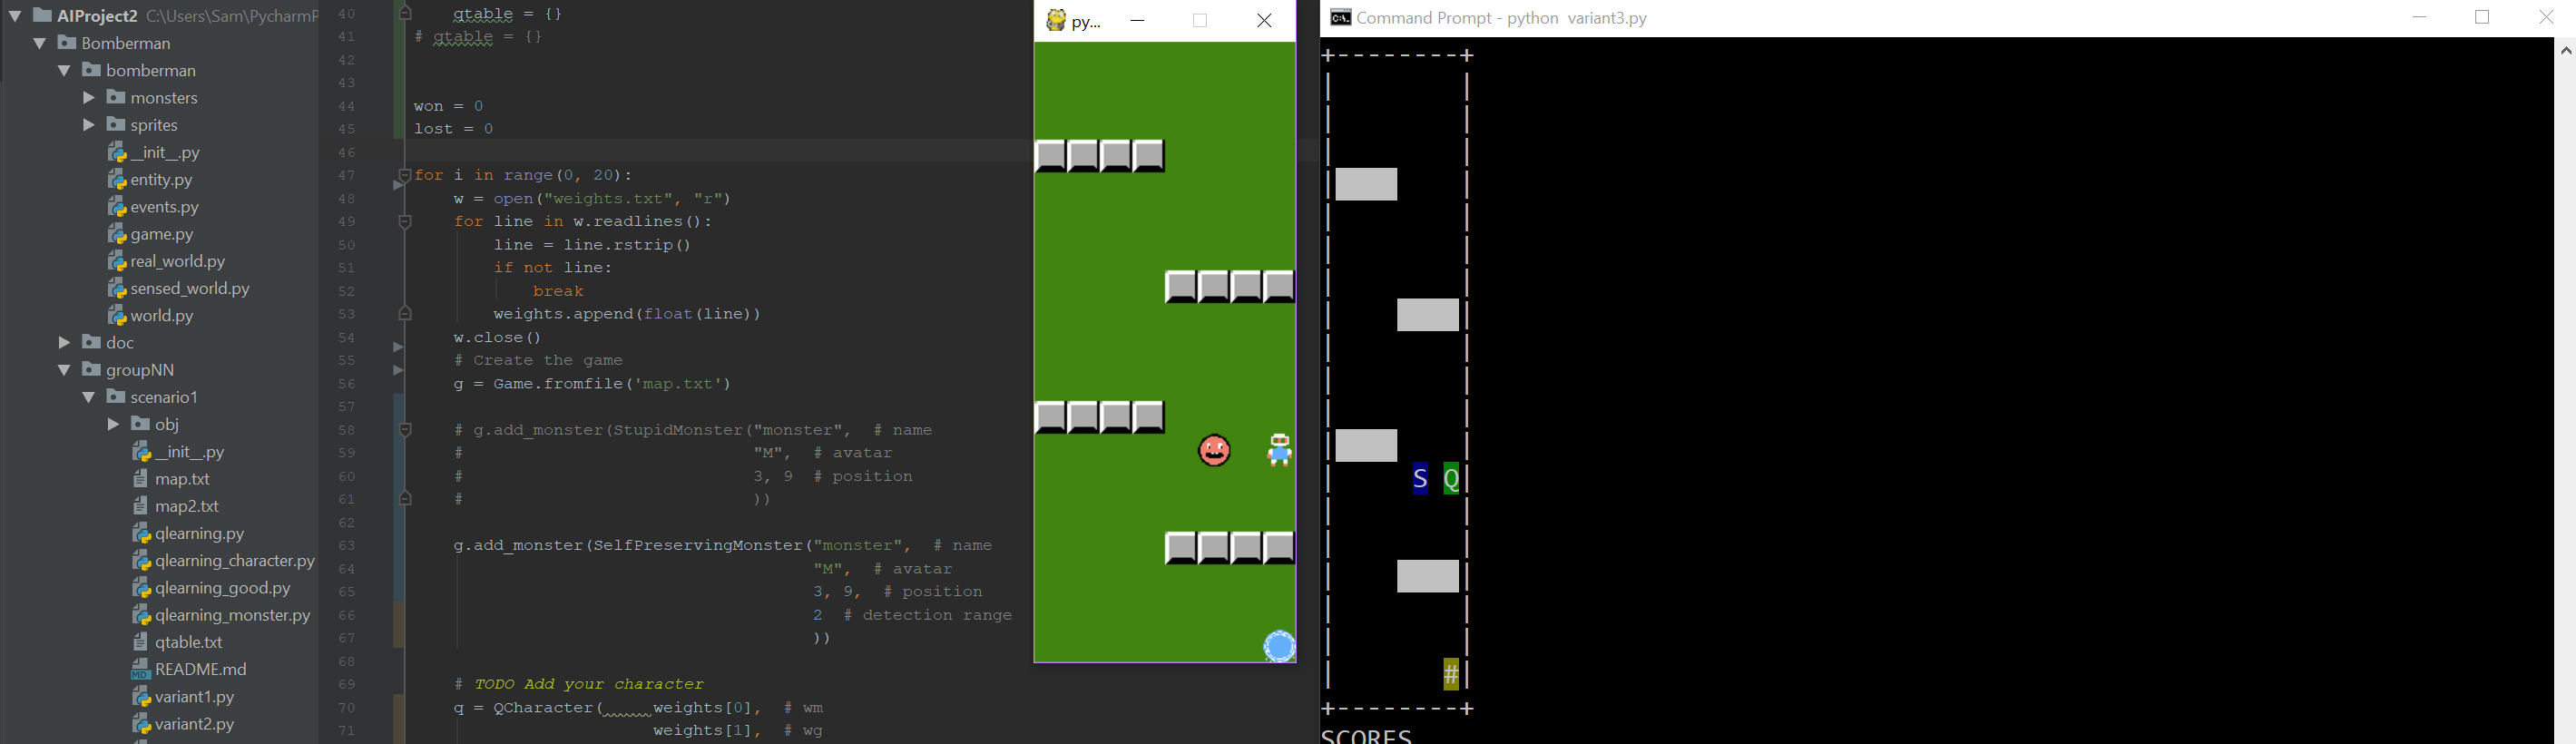 AIProject2 C:\Users\Sam\PycharmP
Bomberman
bomberman
monsters
sprites
__init__.py
entity.py
events.py
game.py
real_world.py
sensed_world.py
world.py
doc
groupNN
scenario1
obj
__init__.py
map.txt
map2.txt
qlearning.py
qlearning_character.py
qlearning_good.py
qlearning_monster.py
qtable.txt
README.md
variant1.py
variant2.py
40 qtable = {}
41 # qtable = {}
42
43
44 won = 0
45 lost = 0
46
47 for i in range(0, 20):
48 w = open("weights.txt", "r")
49 for line in w.readlines():
50 line = line.rstrip()
51 if not line:
52 break
53 weights.append(float(line))
54 w.close()
55 # Create the game
56 g = Game.fromfile('map.txt')
57
58 # g.add_monster(StupidMonster("monster", # name
59 # "M", # avatar
60 # 3, 9 # position
61 # ))
62
63 g.add_monster(SelfPreservingMonster("monster", # name
64 "M", # avatar
65 3, 9, # position
66 2 # detection range
67 ))
68
69 # TODO Add your character
70 q = QCharacter( weights[0], # wm
71 weights[1], # wg
py...
Command Prompt - python variant3.py
+--------+
|        |
|        |
|        |
|        |
|        |
|        |
|        |
|        |
|        |
|        |
|        |
|        |
|        |
|     S Q|
|        |
|        |
|        |
|        |
|        |
|       #|
+--------+
SCORES